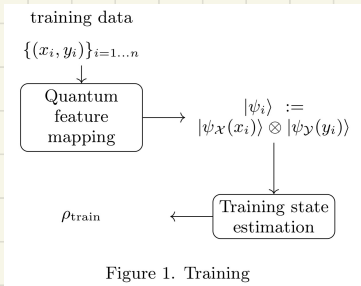 training data
{(x_i, y_i)}_{i=1...n}
Quantum
feature
mapping
|ψ_i⟩ :=
|ψ_𝒳(x_i)⟩ ⊗ |ψ_𝒴(y_i)⟩
Training state
estimation
ρ_train
Figure 1. Training